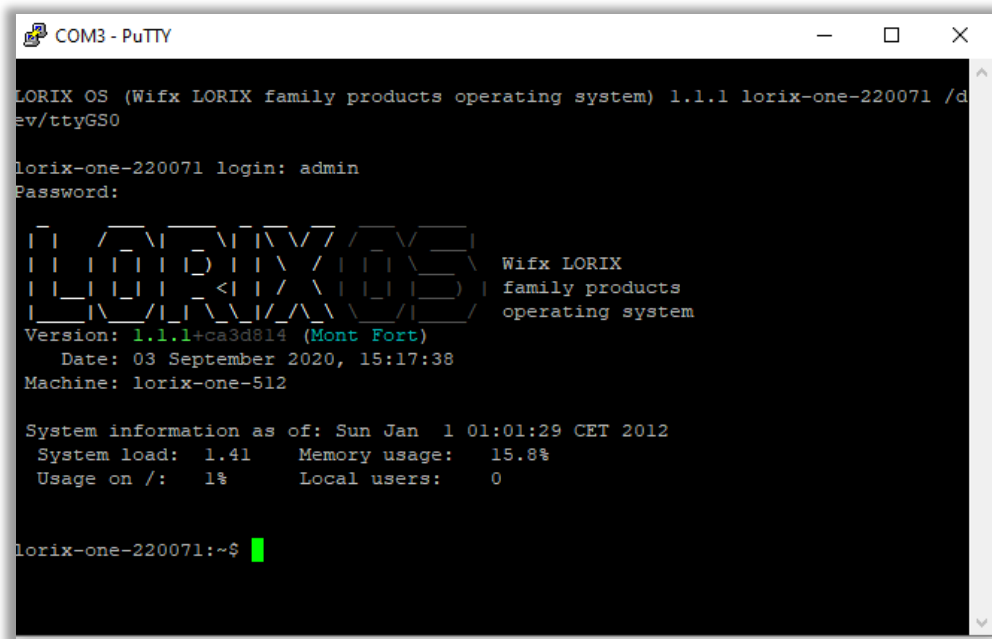 COM3 - PuTTY
LORIX OS (Wifx LORIX family products operating system) 1.1.1 lorix-one-220071 /d
ev/ttyGS0
lorix-one-220071 login: admin
Password:
LORIX OS
Wifx LORIX
family products
operating system
Version: 1.1.1+ca3d814 (Mont Fort)
Date: 03 September 2020, 15:17:38
Machine: lorix-one-512
System information as of: Sun Jan  1 01:01:29 CET 2012
System load:  1.41    Memory usage:   15.8%
Usage on /:   1%      Local users:    0
lorix-one-220071:~$